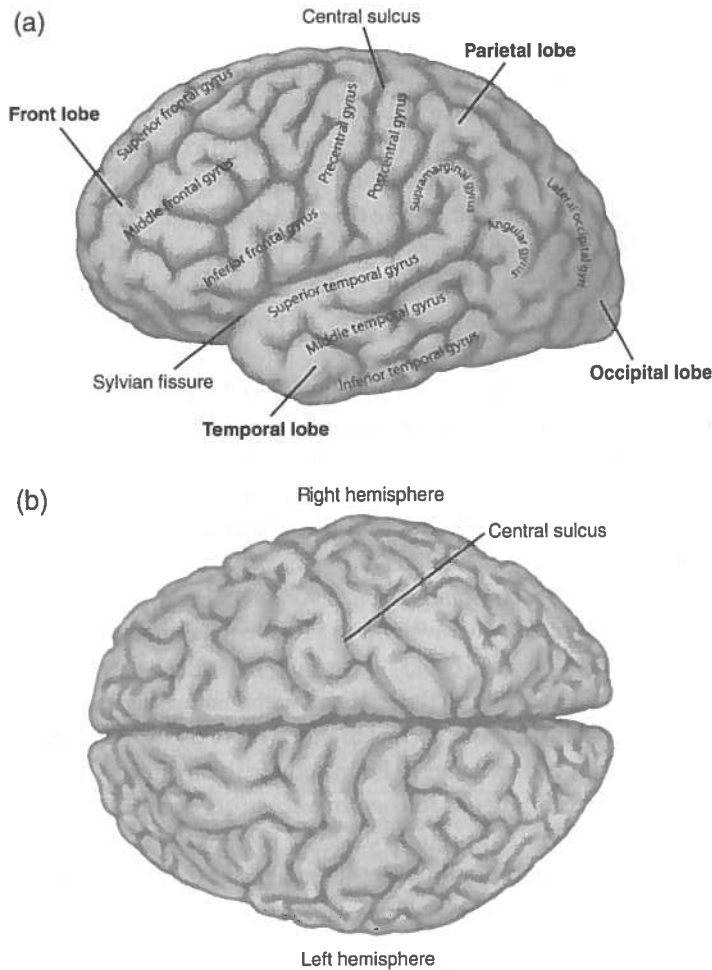 (a)
Central sulcus
Parietal lobe
Front lobe
Superior frontal gyrus
Middle frontal gyrus
Inferior frontal gyrus
Precentral gyrus
Postcentral gyrus
Supramarginal gyrus
Angular gyrus
Lateral occipital gyri
Superior temporal gyrus
Middle temporal gyrus
Inferior temporal gyrus
Sylvian fissure
Temporal lobe
Occipital lobe
(b)
Right hemisphere
Central sulcus
Left hemisphere